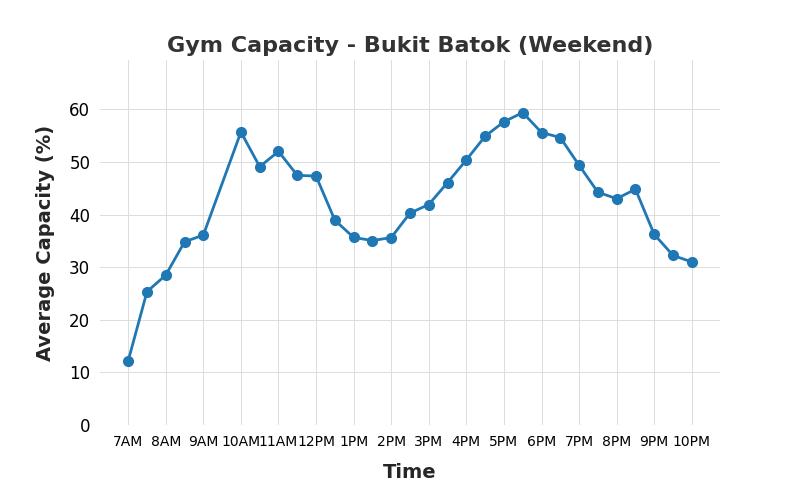 Gym Capacity - Bukit Batok (Weekend)
Average Capacity (%)
60
50
40
30
20
10
0
7AM 8AM 9AM 10AM 11AM 12PM 1PM 2PM 3PM 4PM 5PM 6PM 7PM 8PM 9PM 10PM
Time